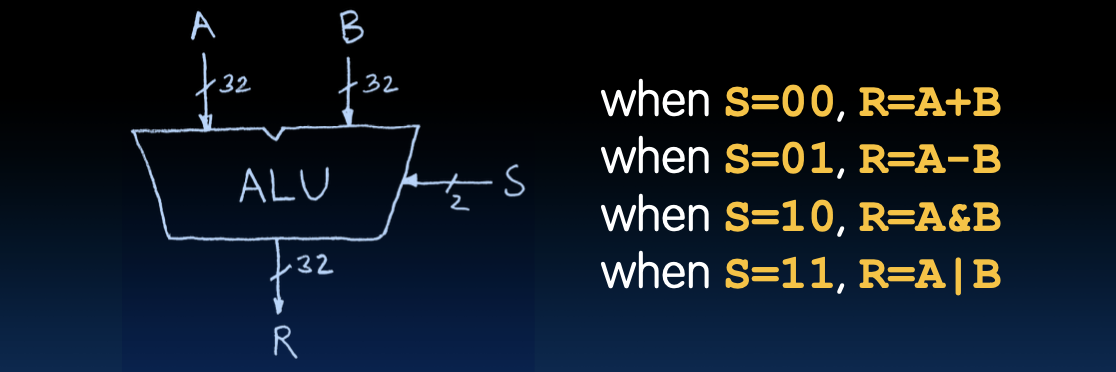 A
B
32
32
ALU
S
2
32
R
when S=00, R=A+B
when S=01, R=A-B
when S=10, R=A&B
when S=11, R=A|B